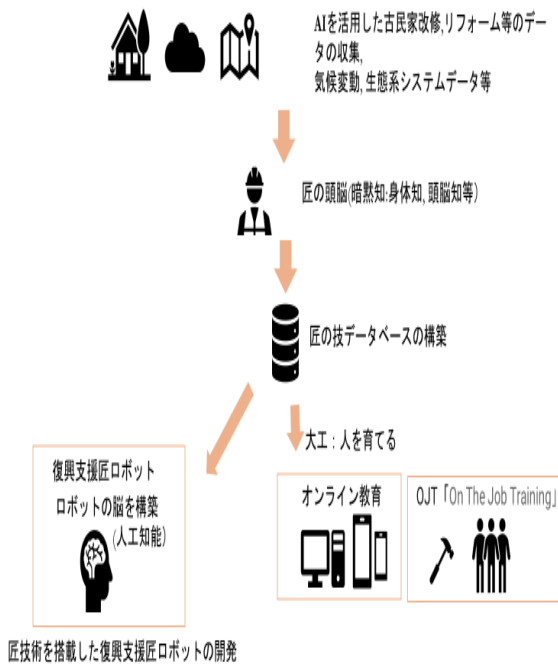 AIを活用した古民家改修,リフォーム等のデー
タの収集,
気候変動, 生態系システムデータ等
匠の頭脳(暗黙知:身体知, 頭脳知等)
匠の技データベースの構築
大工：人を育てる
復興支援匠ロボット
ロボットの脳を構築
(人工知能)
オンライン教育
OJT「On The Job Training」
匠技術を搭載した復興支援匠ロボットの開発